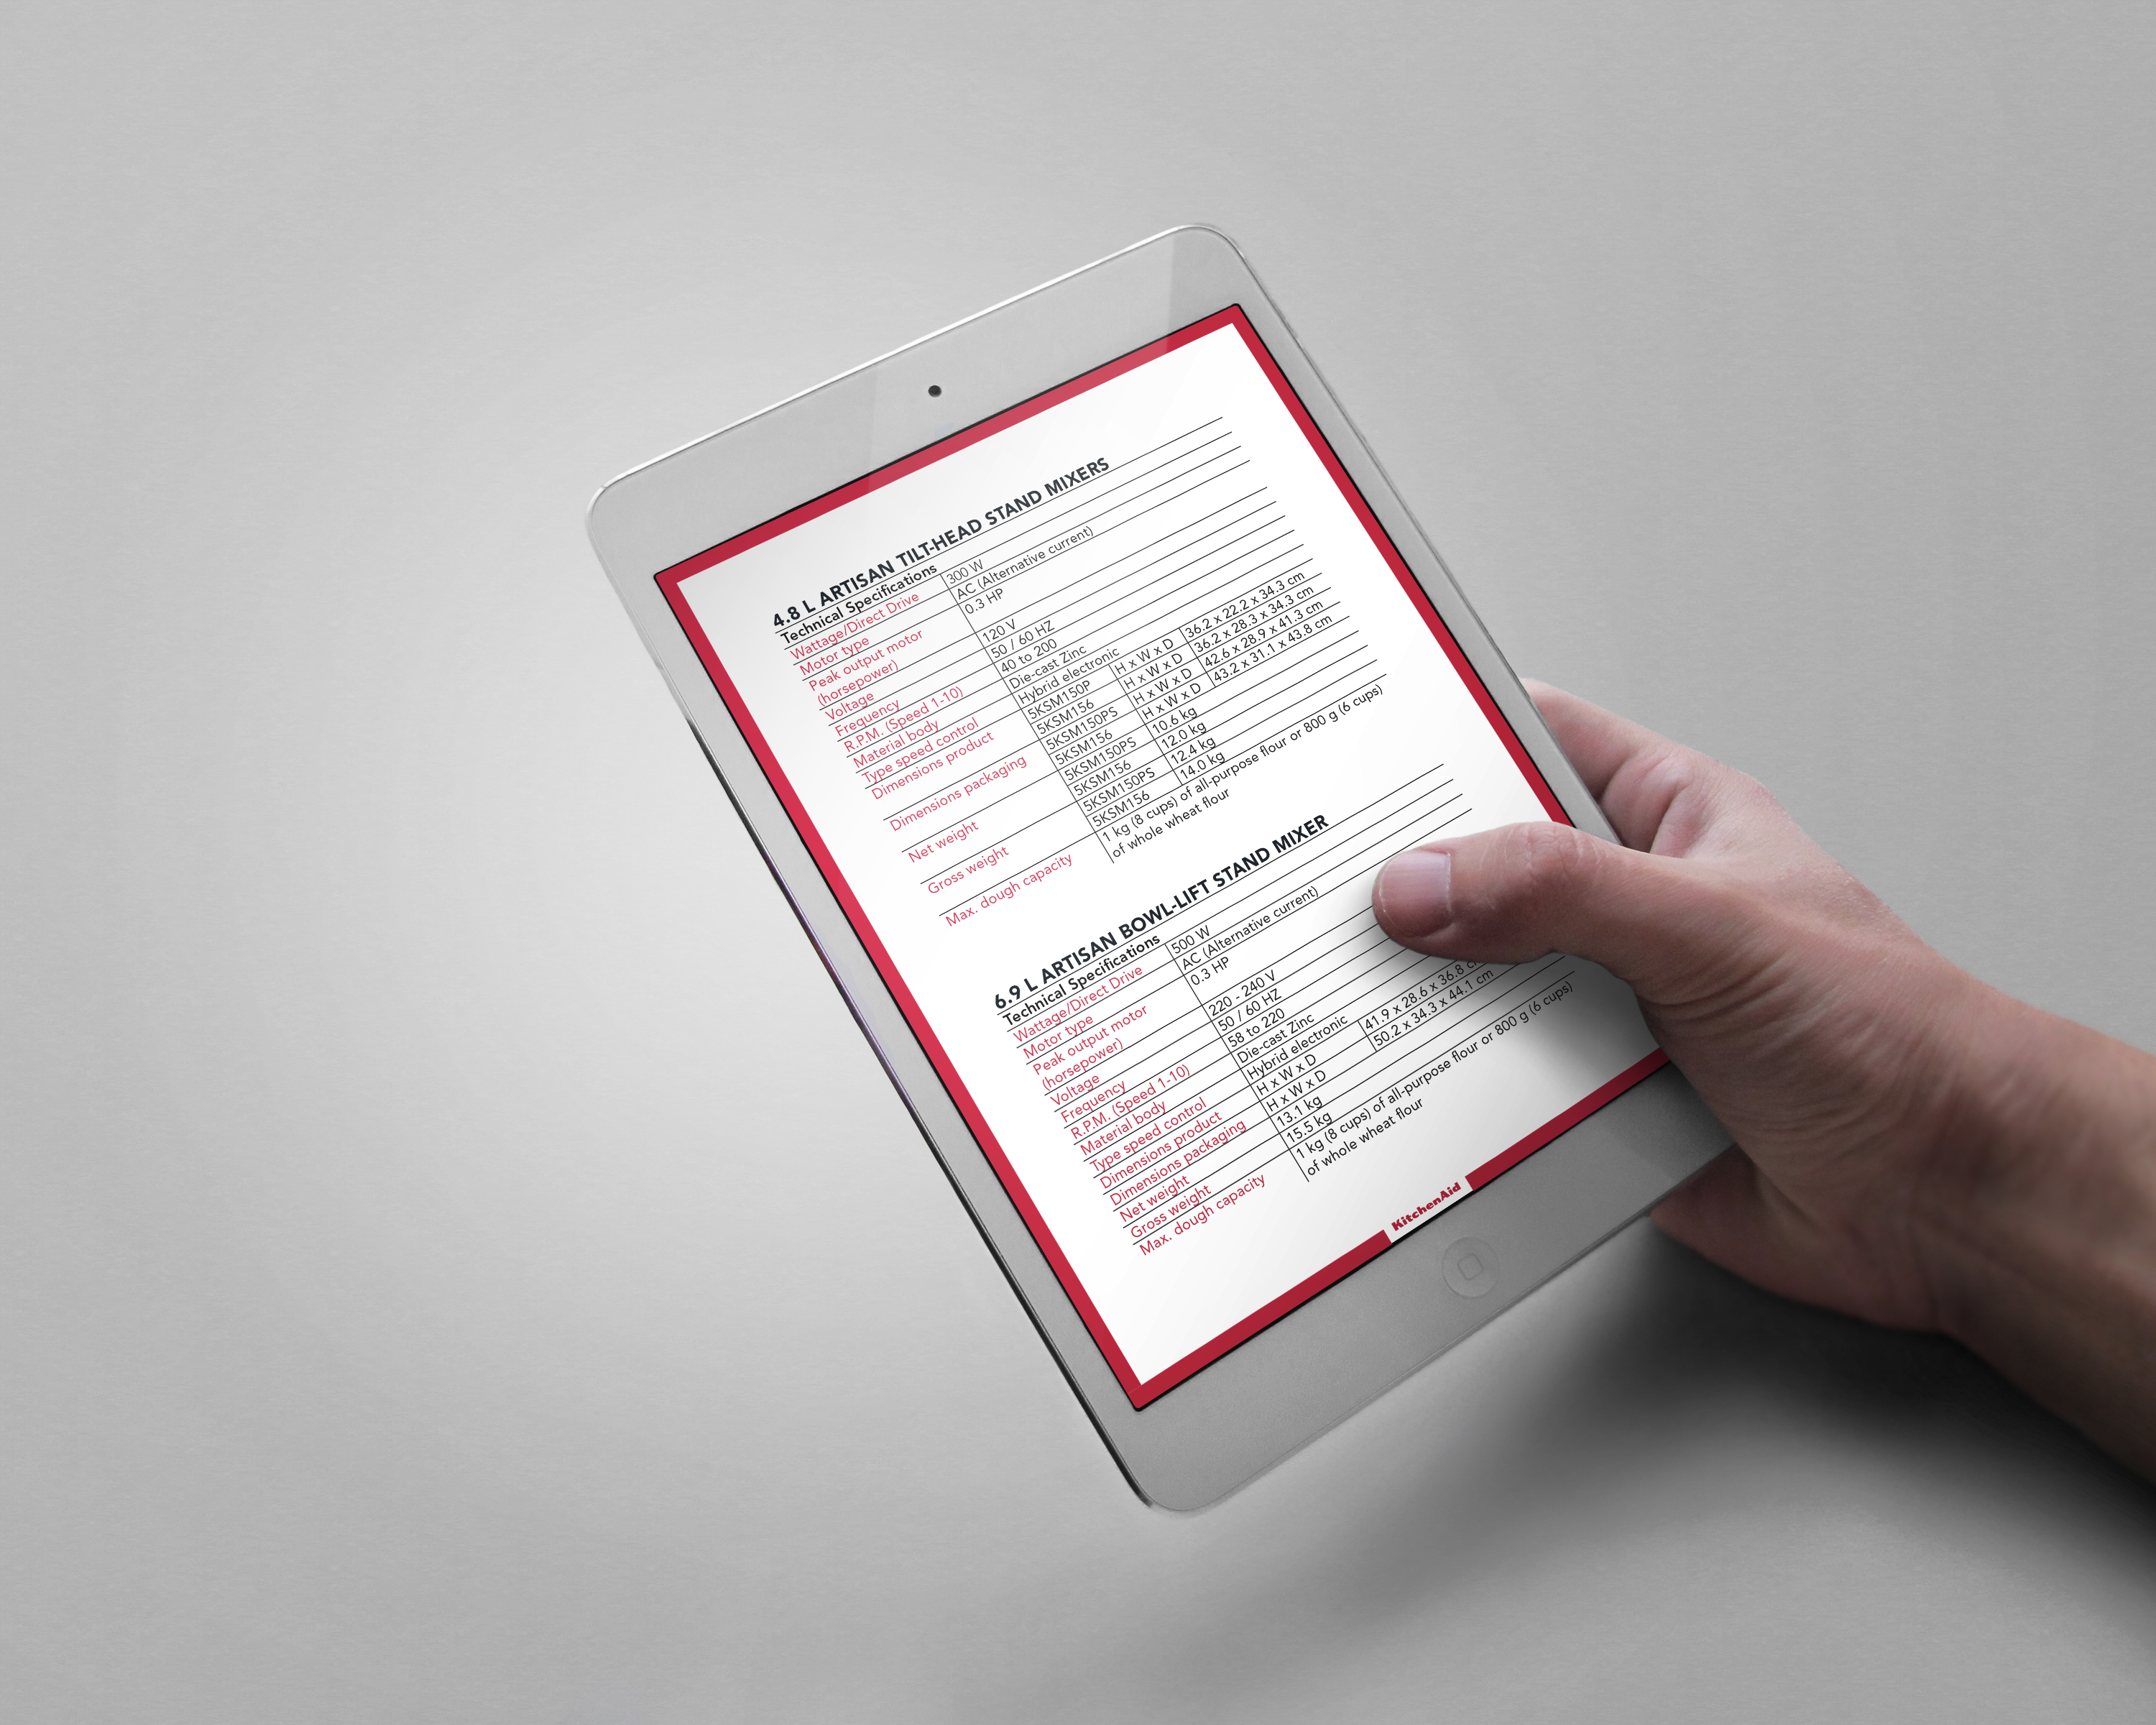 4.8 L ARTISAN TILT-HEAD STAND MIXERS
Technical Specifications
Wattage/Direct Drive 300 W
Motor type AC (Alternative current)
Peak output motor 0.3 HP
(horsepower)
Voltage 120 V
Frequency 50 / 60 HZ
R.P.M. (Speed 1-10) 40 to 200
Material body Die-cast Zinc
Type speed control Hybrid electronic
Dimensions product 5KSM150P H x W x D 36.2 x 22.2 x 34.3 cm
5KSM156 H x W x D 36.2 x 28.3 x 34.3 cm
Dimensions packaging 5KSM150PS H x W x D 42.6 x 28.9 x 41.3 cm
5KSM156 H x W x D 43.2 x 31.1 x 43.8 cm
Net weight 5KSM150PS 10.6 kg
5KSM156 12.0 kg
Gross weight 5KSM150PS 12.4 kg
5KSM156 14.0 kg
Max. dough capacity 1 kg (8 cups) of all-purpose flour or 800 g (6 cups)
of whole wheat flour
6.9 L ARTISAN BOWL-LIFT STAND MIXER
Technical Specifications
Wattage/Direct Drive 500 W
Motor type AC (Alternative current)
Peak output motor 0.3 HP
(horsepower)
Voltage 220 - 240 V
Frequency 50 / 60 HZ
R.P.M. (Speed 1-10) 58 to 220
Material body Die-cast Zinc
Type speed control Hybrid electronic
Dimensions product H x W x D 41.9 x 28.6 x 36.8 c
Dimensions packaging H x W x D 50.2 x 34.3 x 44.1 cm
Net weight 13.1 kg
Gross weight 15.5 kg
Max. dough capacity 1 kg (8 cups) of all-purpose flour or 800 g (6 cups)
of whole wheat flour
KitchenAid